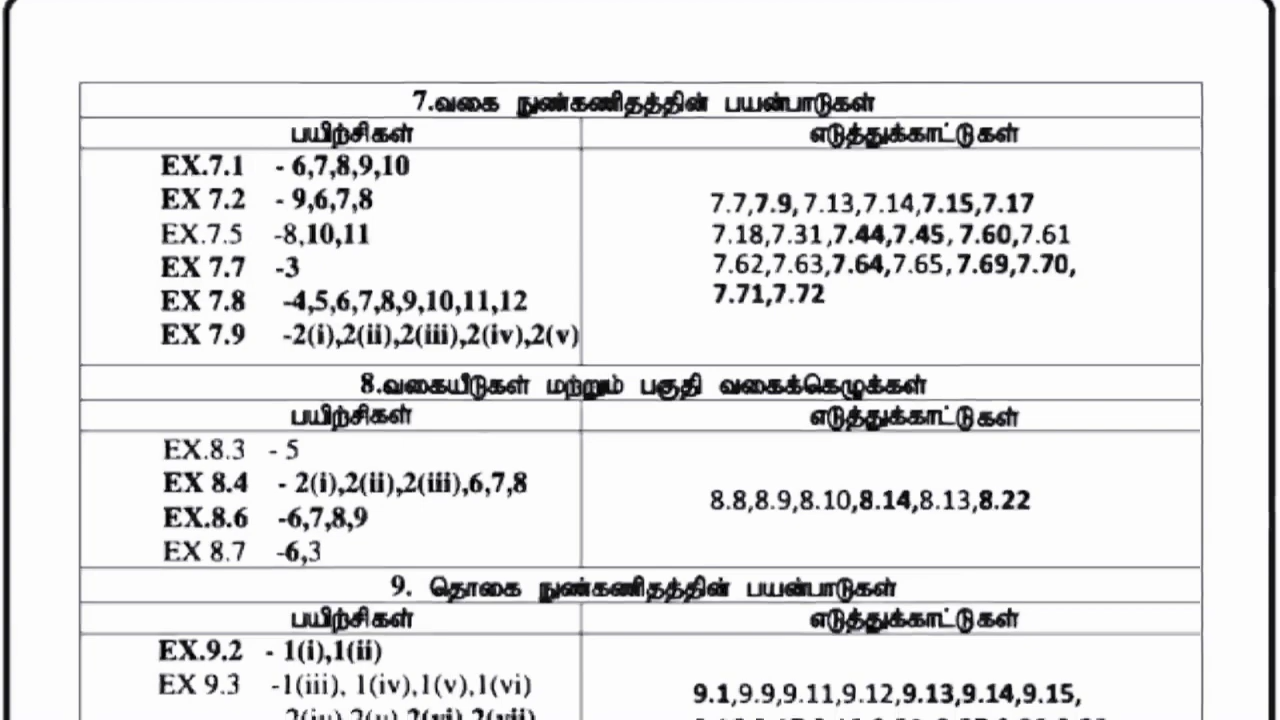 7.வகை நுண்கணிதத்தின் பயன்பாடுகள்
பயிற்சிகள் எடுத்துக்காட்டுகள்
EX.7.1 - 6,7,8,9,10
EX 7.2 - 9,6,7,8
EX.7.5 -8,10,11
EX 7.7 -3
EX 7.8 -4,5,6,7,8,9,10,11,12
EX 7.9 -2(i),2(ii),2(iii),2(iv),2(v)
7.7,7.9, 7.13,7.14,7.15,7.17
7.18,7.31,7.44,7.45, 7.60,7.61
7.62,7.63,7.64,7.65, 7.69,7.70,
7.71,7.72
8.வகையீடுகள் மற்றும் பகுதி வகைக்கெழுக்கள்
பயிற்சிகள் எடுத்துக்காட்டுகள்
EX.8.3 - 5
EX 8.4 - 2(i),2(ii),2(iii),6,7,8
EX.8.6 -6,7,8,9
EX 8.7 -6,3
8.8,8.9,8.10,8.14,8.13,8.22
9. தொகை நுண்கணிதத்தின் பயன்பாடுகள்
பயிற்சிகள் எடுத்துக்காட்டுகள்
EX.9.2 - 1(i),1(ii)
EX 9.3 -1(iii), 1(iv),1(v),1(vi)
9.1,9.9,9.11,9.12,9.13,9.14,9.15,